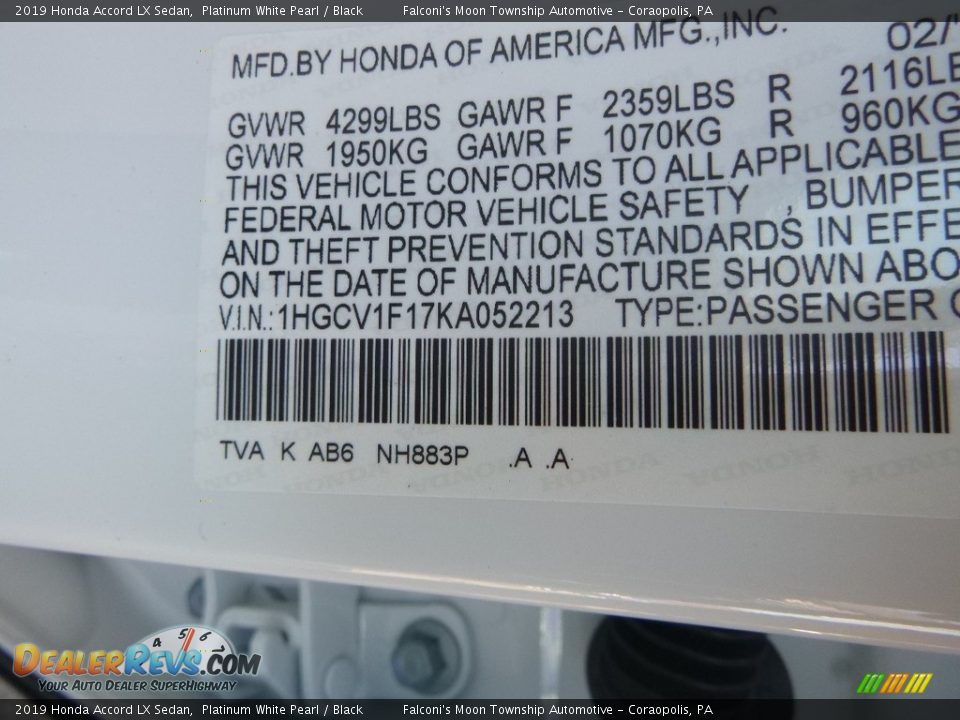 2019 Honda Accord LX Sedan, Platinum White Pearl / Black Falconi's Moon Township Automotive - Coraopolis, PA
MFD.BY HONDA OF AMERICA MFG.,INC. 02/
GVWR 4299LBS GAWR F 2359LBS R 2116LB
GVWR 1950KG GAWR F 1070KG R 960KG
THIS VEHICLE CONFORMS TO ALL APPLICABLE
FEDERAL MOTOR VEHICLE SAFETY , BUMPER
AND THEFT PREVENTION STANDARDS IN EFFE
ON THE DATE OF MANUFACTURE SHOWN ABO
V.I.N.:1HGCV1F17KA052213 TYPE:PASSENGER C
TVA K AB6 NH883P .A .A
4 5 6
DealerRevs.com
Your Auto Dealer SuperHighway
2019 Honda Accord LX Sedan, Platinum White Pearl / Black Falconi's Moon Township Automotive - Coraopolis, PA